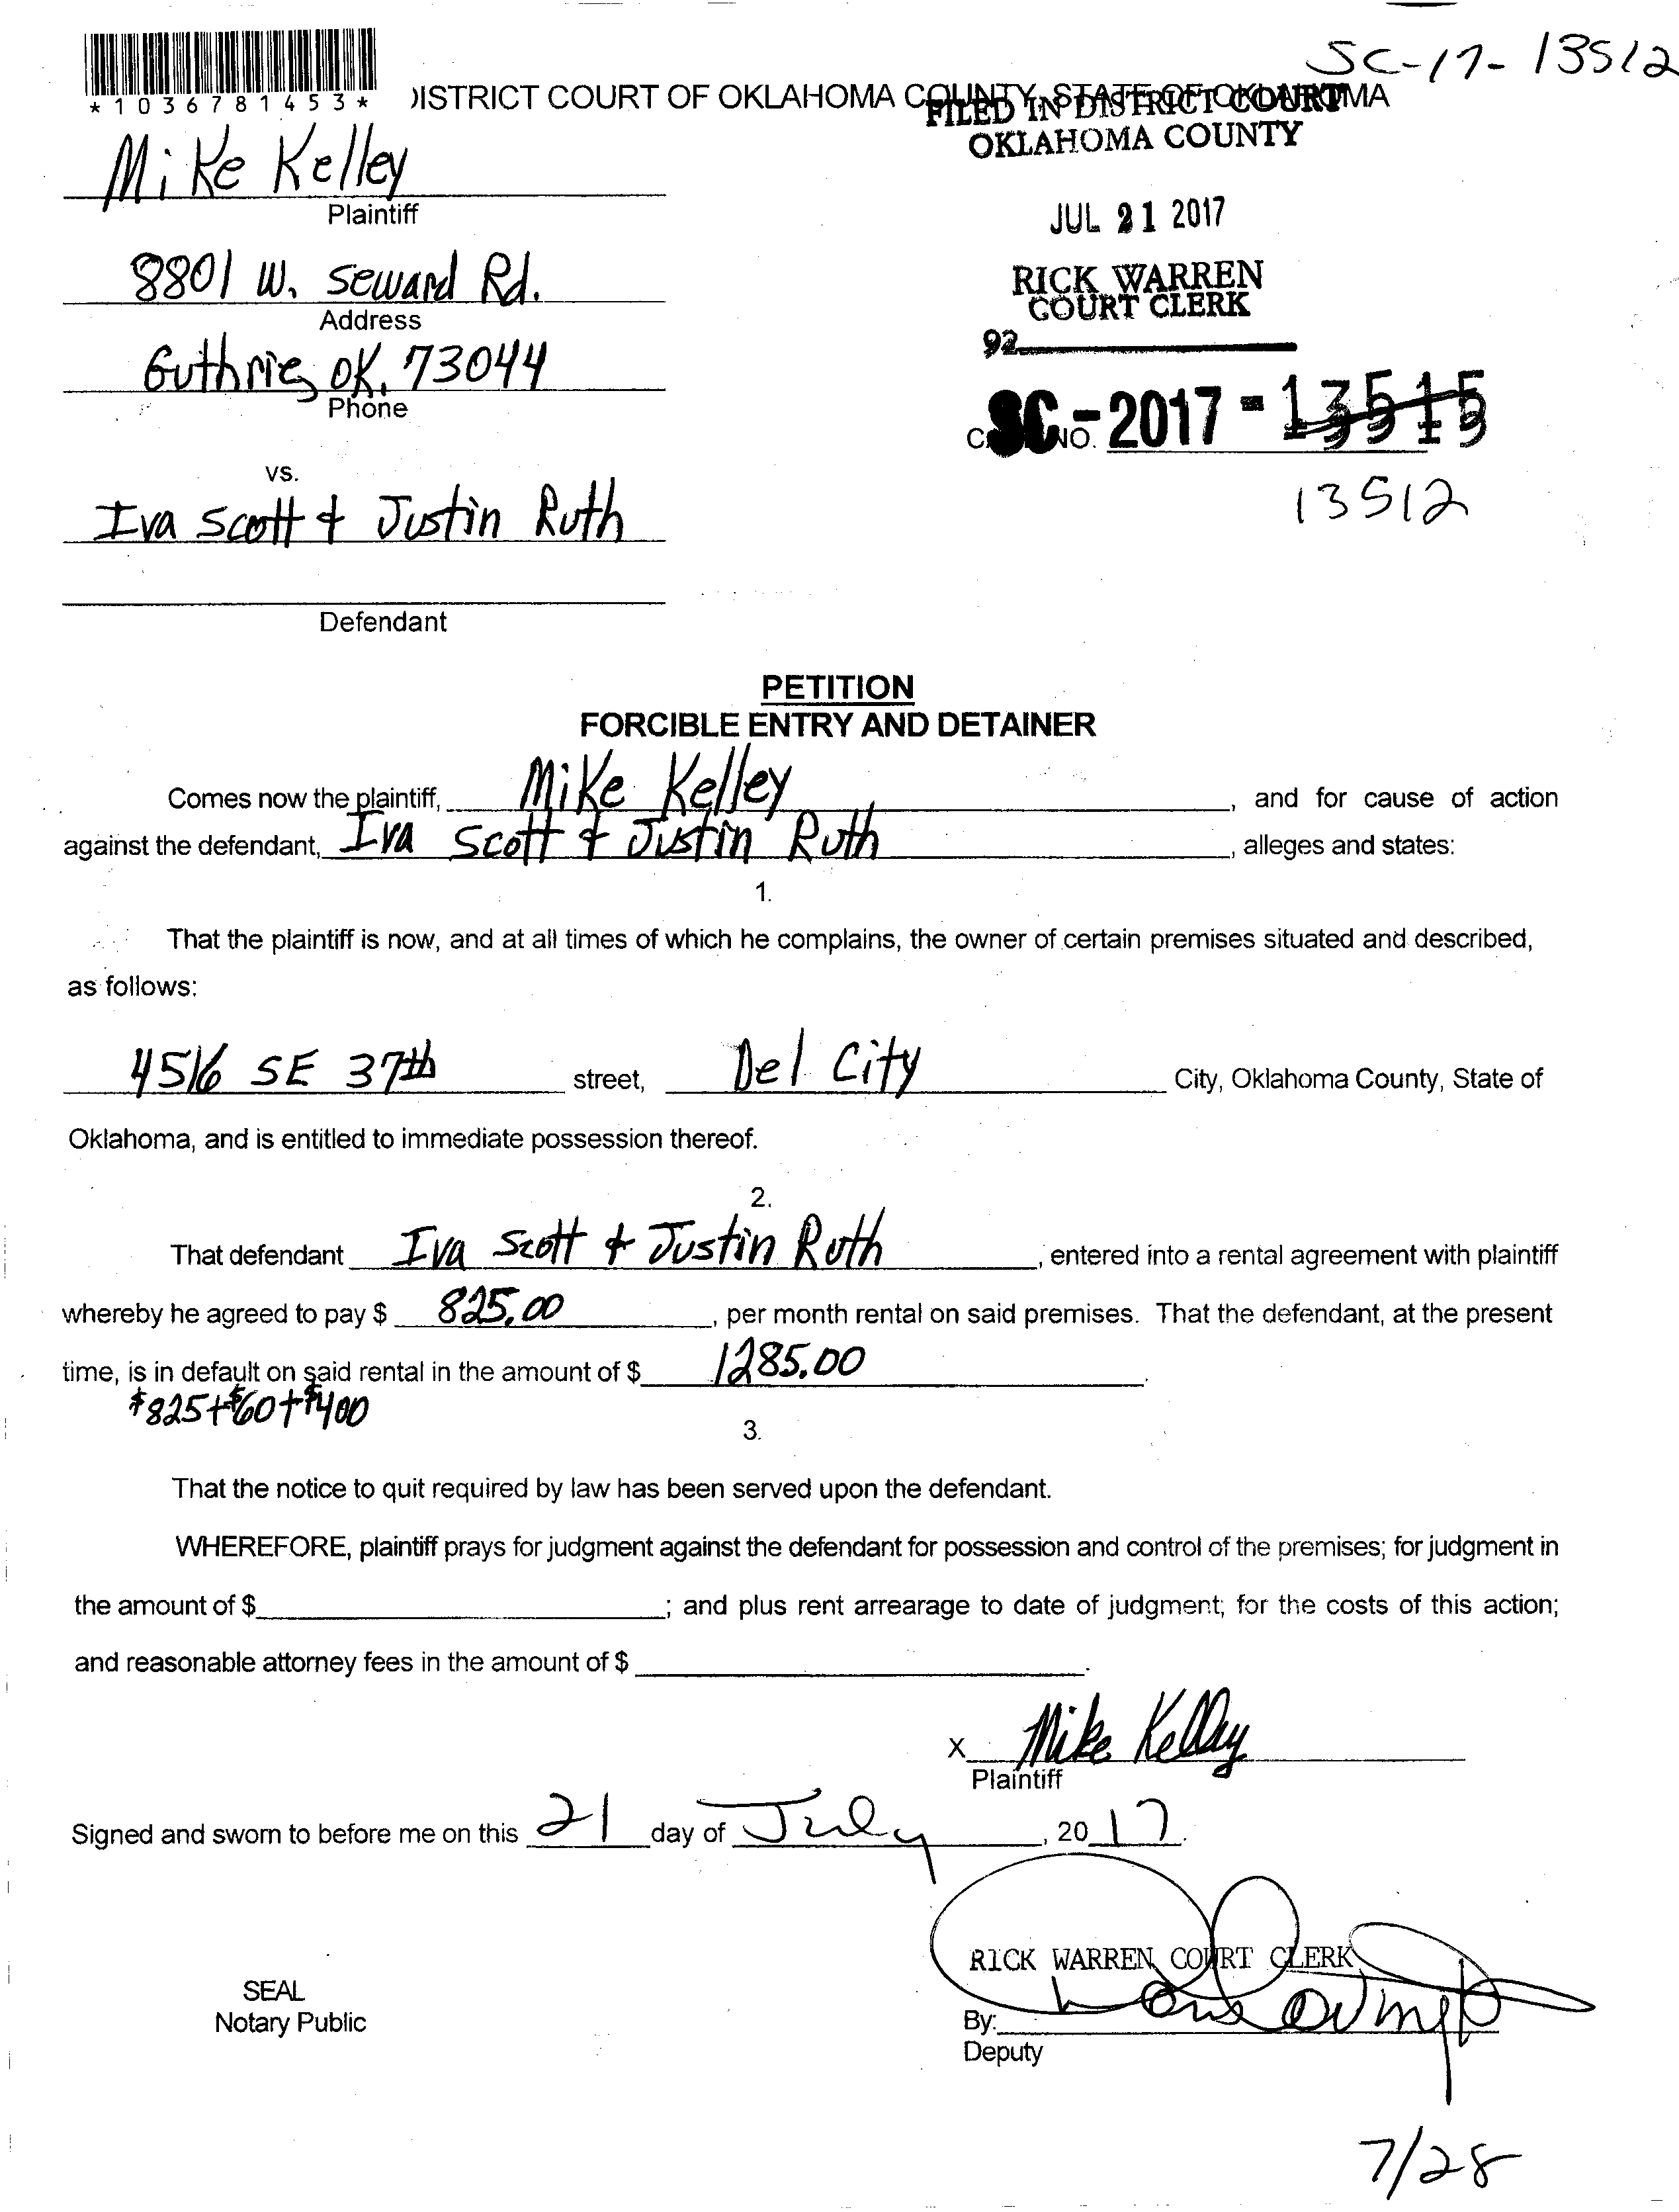 SC-17-13512
*1036781453*
DISTRICT COURT OF OKLAHOMA COUNTY, STATE OF OKLAHOMA
FILED IN DISTRICT COURT
OKLAHOMA COUNTY
Mike Kelley
Plaintiff
JUL 21 2017
8801 W. Seward Rd.
Address
RICK WARREN
COURT CLERK
92
Guthrie, OK. 73044
Phone
SC-2017-13515
NO.
13512
vs.
Iva Scott & Justin Ruth
Defendant
PETITION
FORCIBLE ENTRY AND DETAINER
Comes now the plaintiff, Mike Kelley, and for cause of action
against the defendant, Iva Scott & Justin Ruth, alleges and states:
1.
That the plaintiff is now, and at all times of which he complains, the owner of certain premises situated and described,
as follows:
4516 SE 37th street, Del City City, Oklahoma County, State of
Oklahoma, and is entitled to immediate possession thereof.
2.
That defendant Iva Scott & Justin Ruth, entered into a rental agreement with plaintiff
whereby he agreed to pay $ 825.00, per month rental on said premises. That the defendant, at the present
time, is in default on said rental in the amount of $ 1285.00.
$825+$60+$400
3.
That the notice to quit required by law has been served upon the defendant.
WHEREFORE, plaintiff prays for judgment against the defendant for possession and control of the premises; for judgment in
the amount of $ ; and plus rent arrearage to date of judgment; for the costs of this action;
and reasonable attorney fees in the amount of $ .
X Mike Kelley
Plaintiff
Signed and sworn to before me on this 21 day of July, 2017.
RICK WARREN, COURT CLERK
SEAL
Notary Public
By:
Deputy
7/28